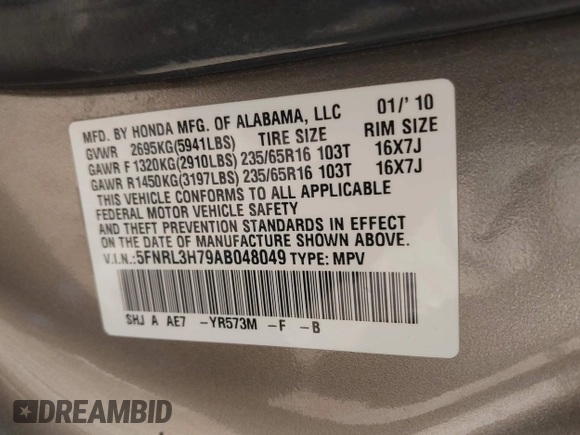 MFD. BY HONDA MFG. OF ALABAMA, LLC 01/' 10
GVWR 2695KG(5941LBS) TIRE SIZE RIM SIZE
GAWR F 1320KG(2910LBS) 235/65R16 103T 16X7J
GAWR R1450KG(3197LBS) 235/65R16 103T 16X7J
THIS VEHICLE CONFORMS TO ALL APPLICABLE
FEDERAL MOTOR VEHICLE SAFETY
AND THEFT PREVENTION STANDARDS IN EFFECT
ON THE DATE OF MANUFACTURE SHOWN ABOVE.
V.I.N.:5FNRL3H79AB048049 TYPE: MPV
SHJ A AE7 -YR573M -F -B
DREAMBID